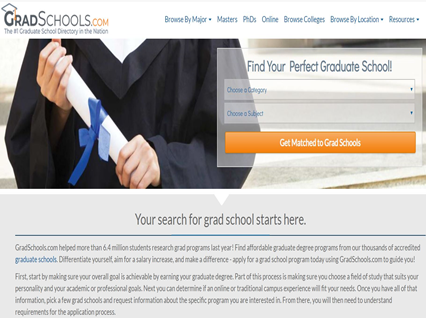 GRADSCHOOLS.COM
The #1 Graduate School Directory in the Nation
Browse By Major Masters PhDs Online Browse Colleges Browse By Location Resources
Find Your Perfect Graduate School!
Choose a Category
Choose a Subject
Get Matched to Grad Schools
Your search for grad school starts here.
GradSchools.com helped more than 6.4 million students research grad programs last year! Find affordable graduate degree programs from our thousands of accredited
graduate schools. Differentiate yourself, aim for a salary increase, and make a difference - apply for a grad school program today using GradSchools.com to guide you!
First, start by making sure your overall goal is achievable by earning your graduate degree. Part of this process is making sure you choose a field of study that suits your
personality and your academic or professional goals. Next you can determine if an online or traditional campus experience will fit your needs. Once you have all of that
information, pick a few grad schools and request information about the specific program you are interested in. From there, you will then need to understand
requirements for the application process.